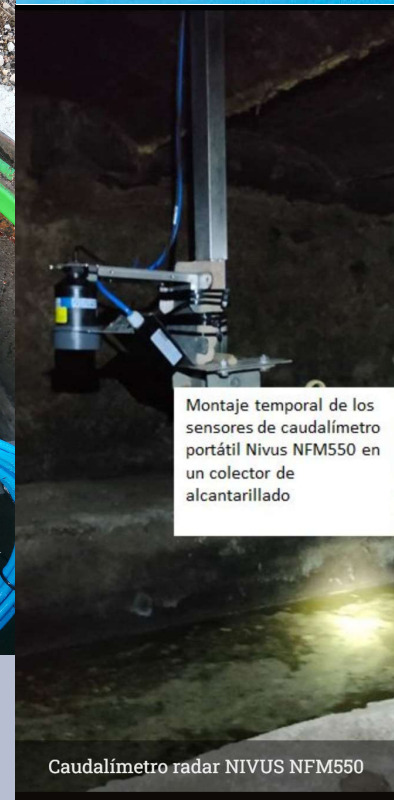 Montaje temporal de los
sensores de caudalímetro
portátil Nivus NFM550 en
un colector de
alcantarillado
Caudalímetro radar NIVUS NFM550